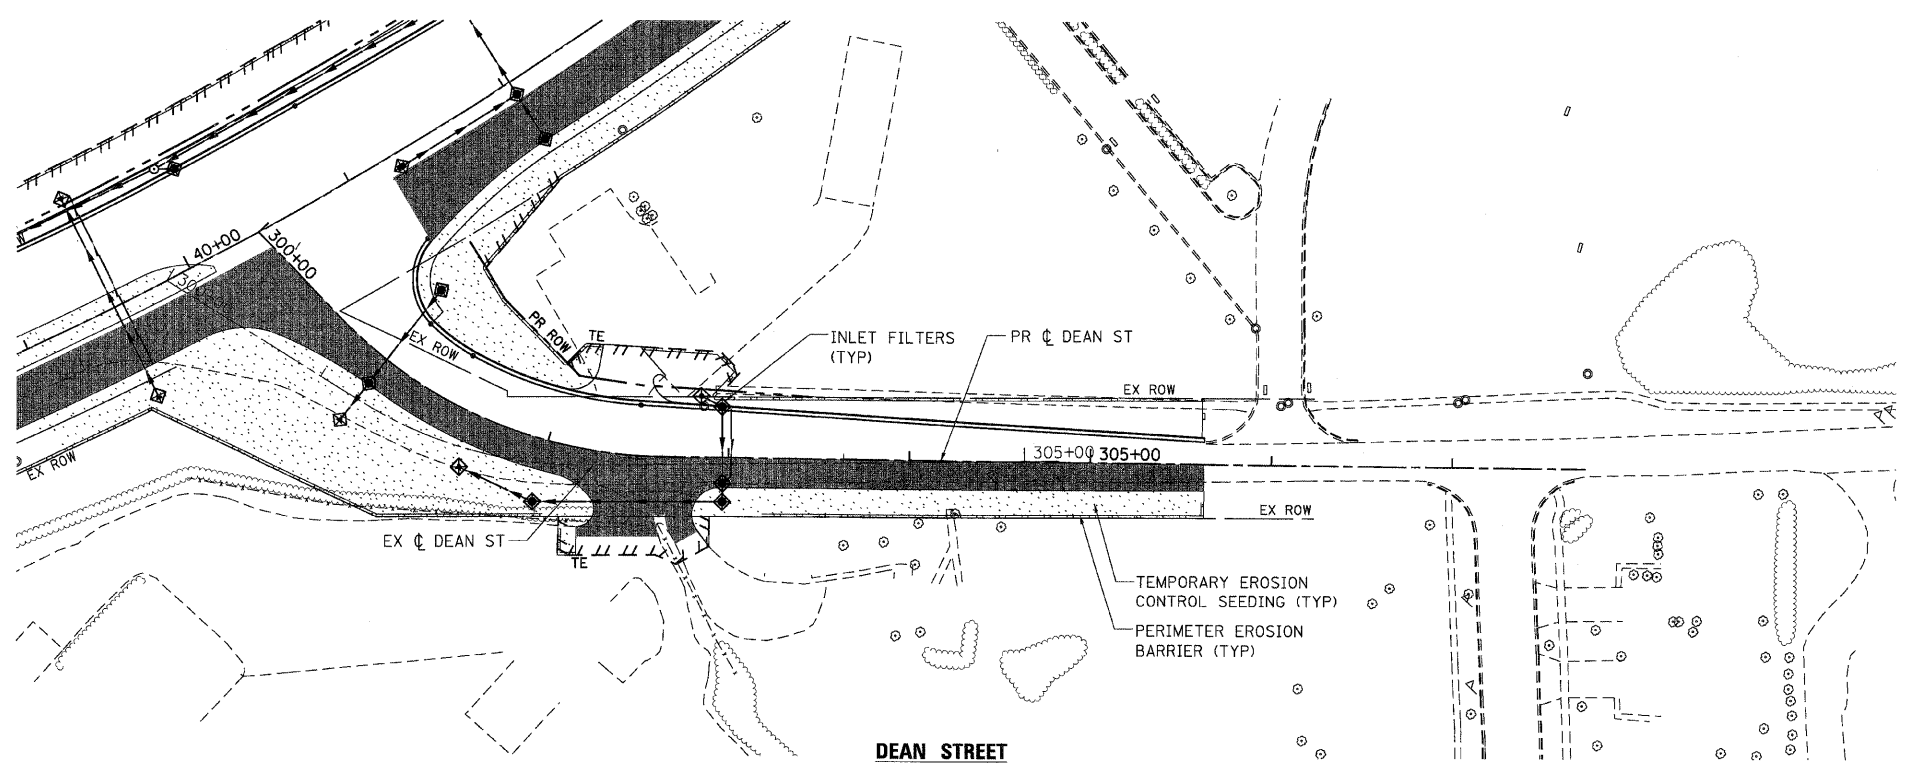 40+00
300+00
EX ROW
PR ROW
TE
INLET FILTERS
(TYP)
PR ℄ DEAN ST
EX ROW
305+00
305+00
EX ROW
EX ROW
EX ℄ DEAN ST
TE
TEMPORARY EROSION
CONTROL SEEDING (TYP)
PERIMETER EROSION
BARRIER (TYP)
DEAN STREET